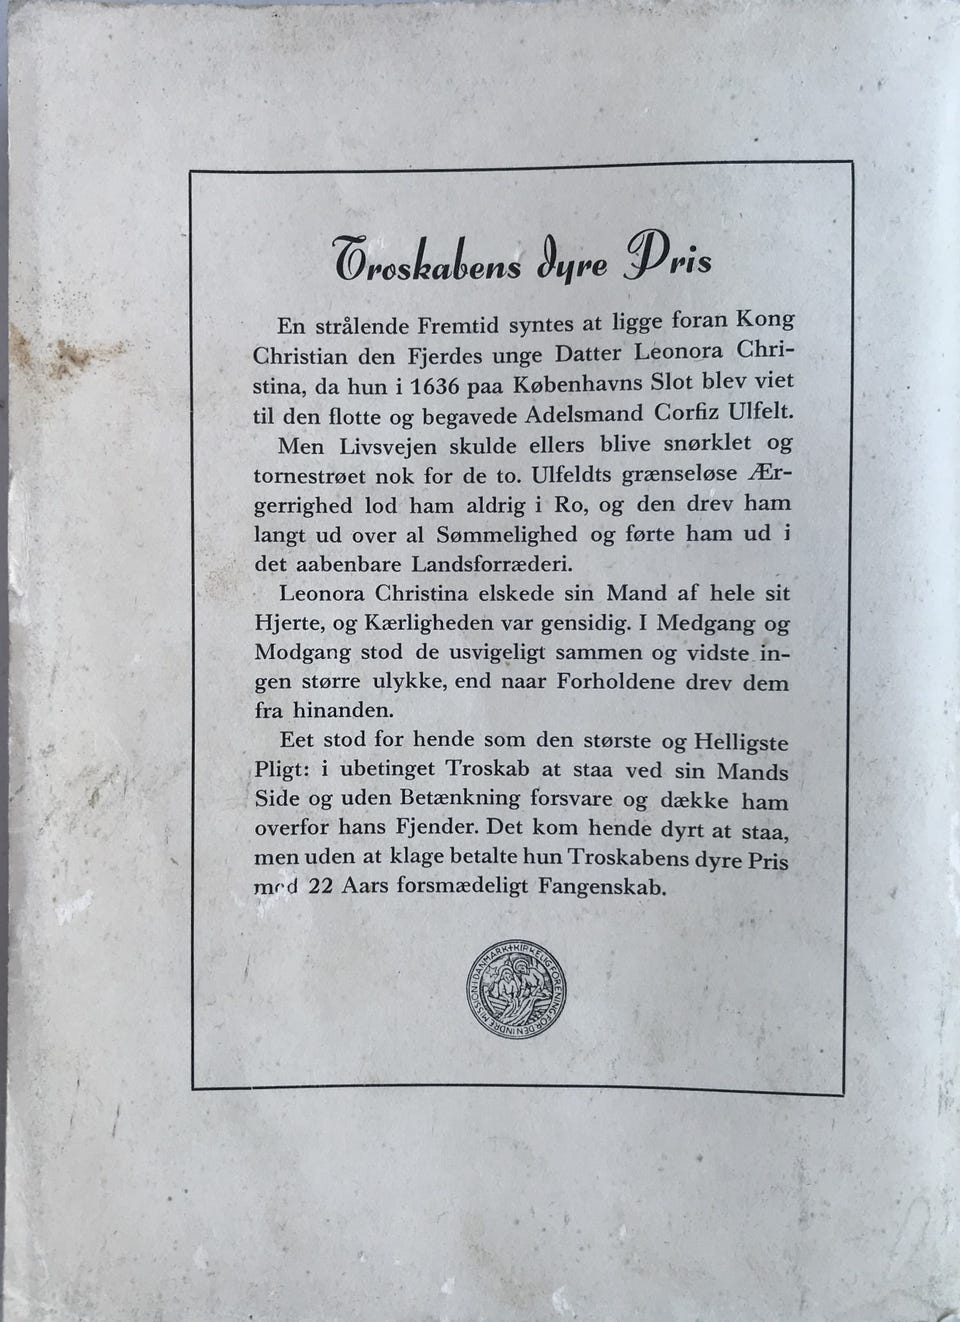 Troskabens dyre Pris
En strålende Fremtid syntes at ligge foran Kong
Christian den Fjerdes unge Datter Leonora Chri-
stina, da hun i 1636 paa Københavns Slot blev viet
til den flotte og begavede Adelsmand Corfiz Ulfelt.
Men Livsvejen skulde ellers blive snørklet og
tornestrøet nok for de to. Ulfeldts grænseløse Ær-
gerrighed lod ham aldrig i Ro, og den drev ham
langt ud over al Sømmelighed og førte ham ud i
det aabenbare Landsforræderi.
Leonora Christina elskede sin Mand af hele sit
Hjerte, og Kærligheden var gensidig. I Medgang og
Modgang stod de usvigeligt sammen og vidste in-
gen større ulykke, end naar Forholdene drev dem
fra hinanden.
Eet stod for hende som den største og Helligste
Pligt: i ubetinget Troskab at staa ved sin Mands
Side og uden Betænkning forsvare og dække ham
overfor hans Fjender. Det kom hende dyrt at staa,
men uden at klage betalte hun Troskabens dyre Pris
med 22 Aars forsmædeligt Fangenskab.
KIRKELIG FORENING FOR DEN INDRE MISSION I DANMARK